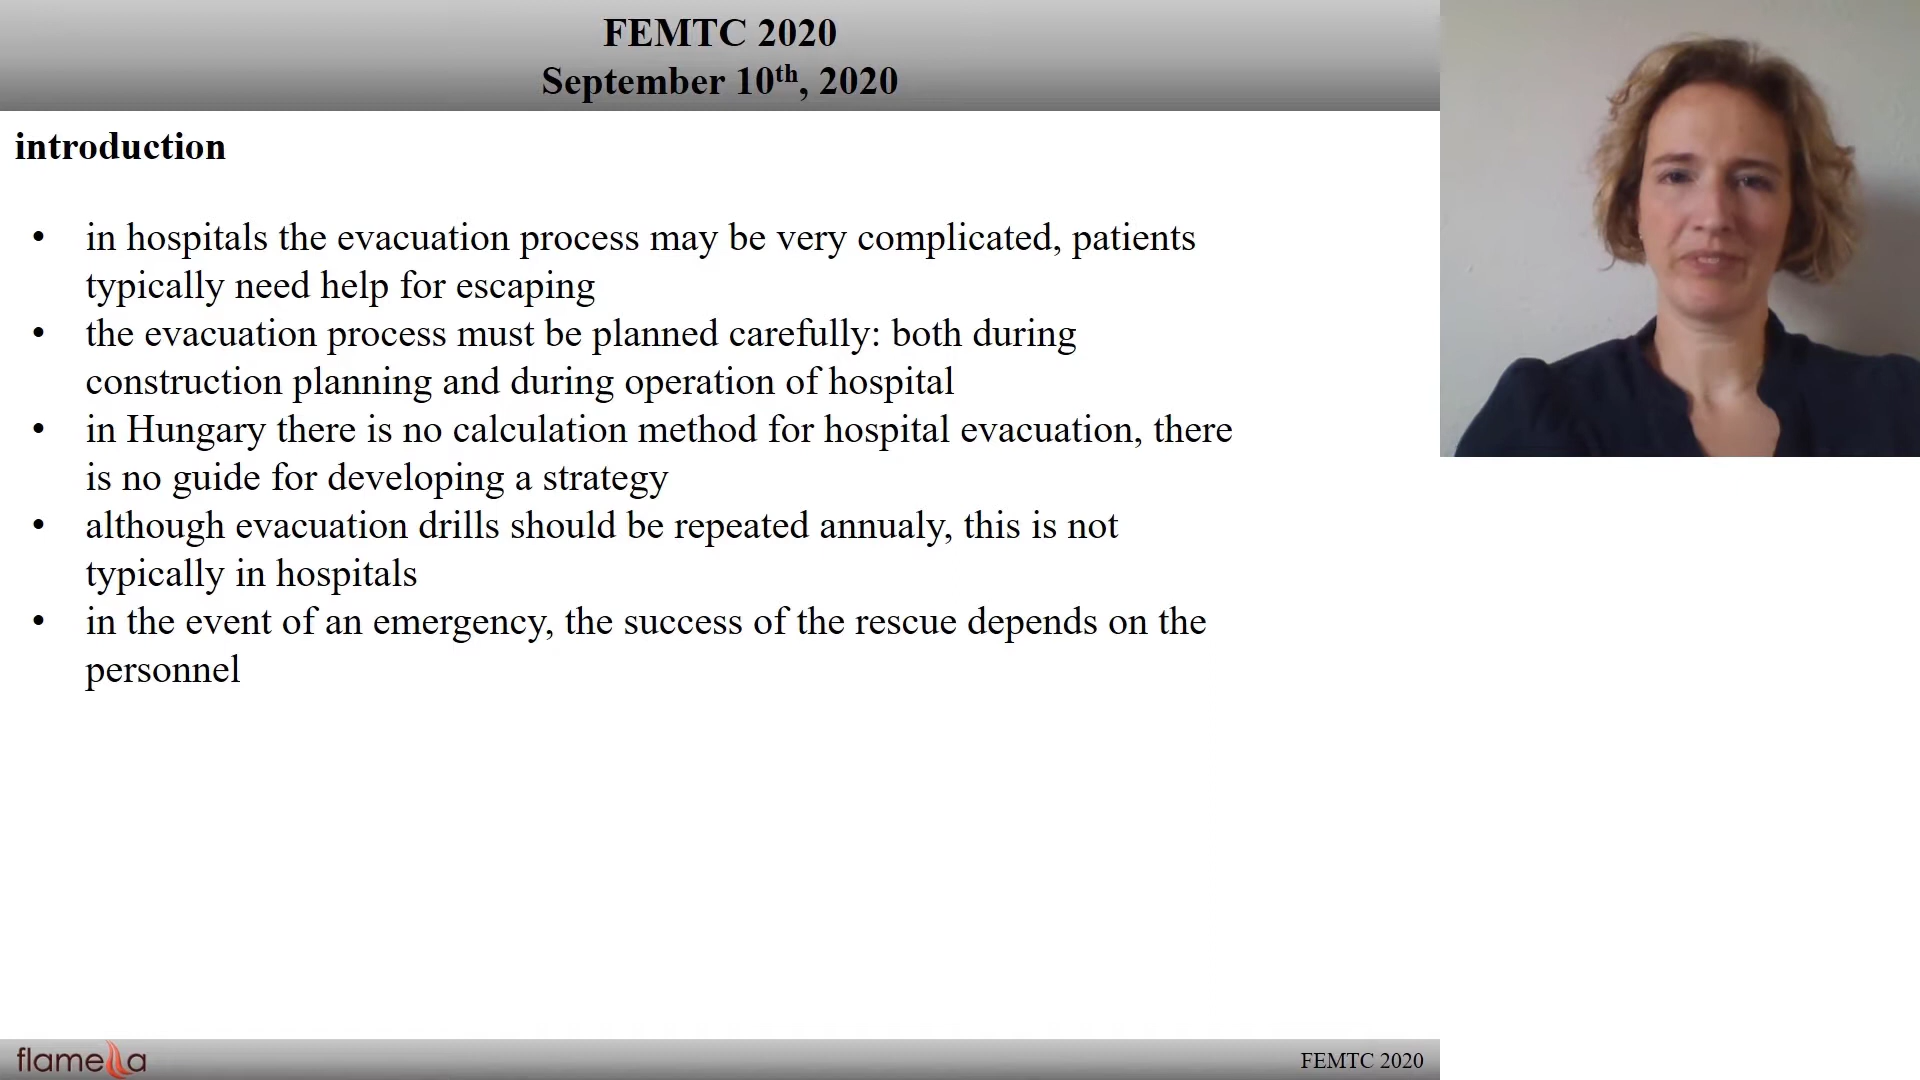 FEMTC 2020
September 10th, 2020
introduction
• in hospitals the evacuation process may be very complicated, patients
typically need help for escaping
• the evacuation process must be planned carefully: both during
construction planning and during operation of hospital
• in Hungary there is no calculation method for hospital evacuation, there
is no guide for developing a strategy
• although evacuation drills should be repeated annualy, this is not
typically in hospitals
• in the event of an emergency, the success of the rescue depends on the
personnel
flamella
FEMTC 2020